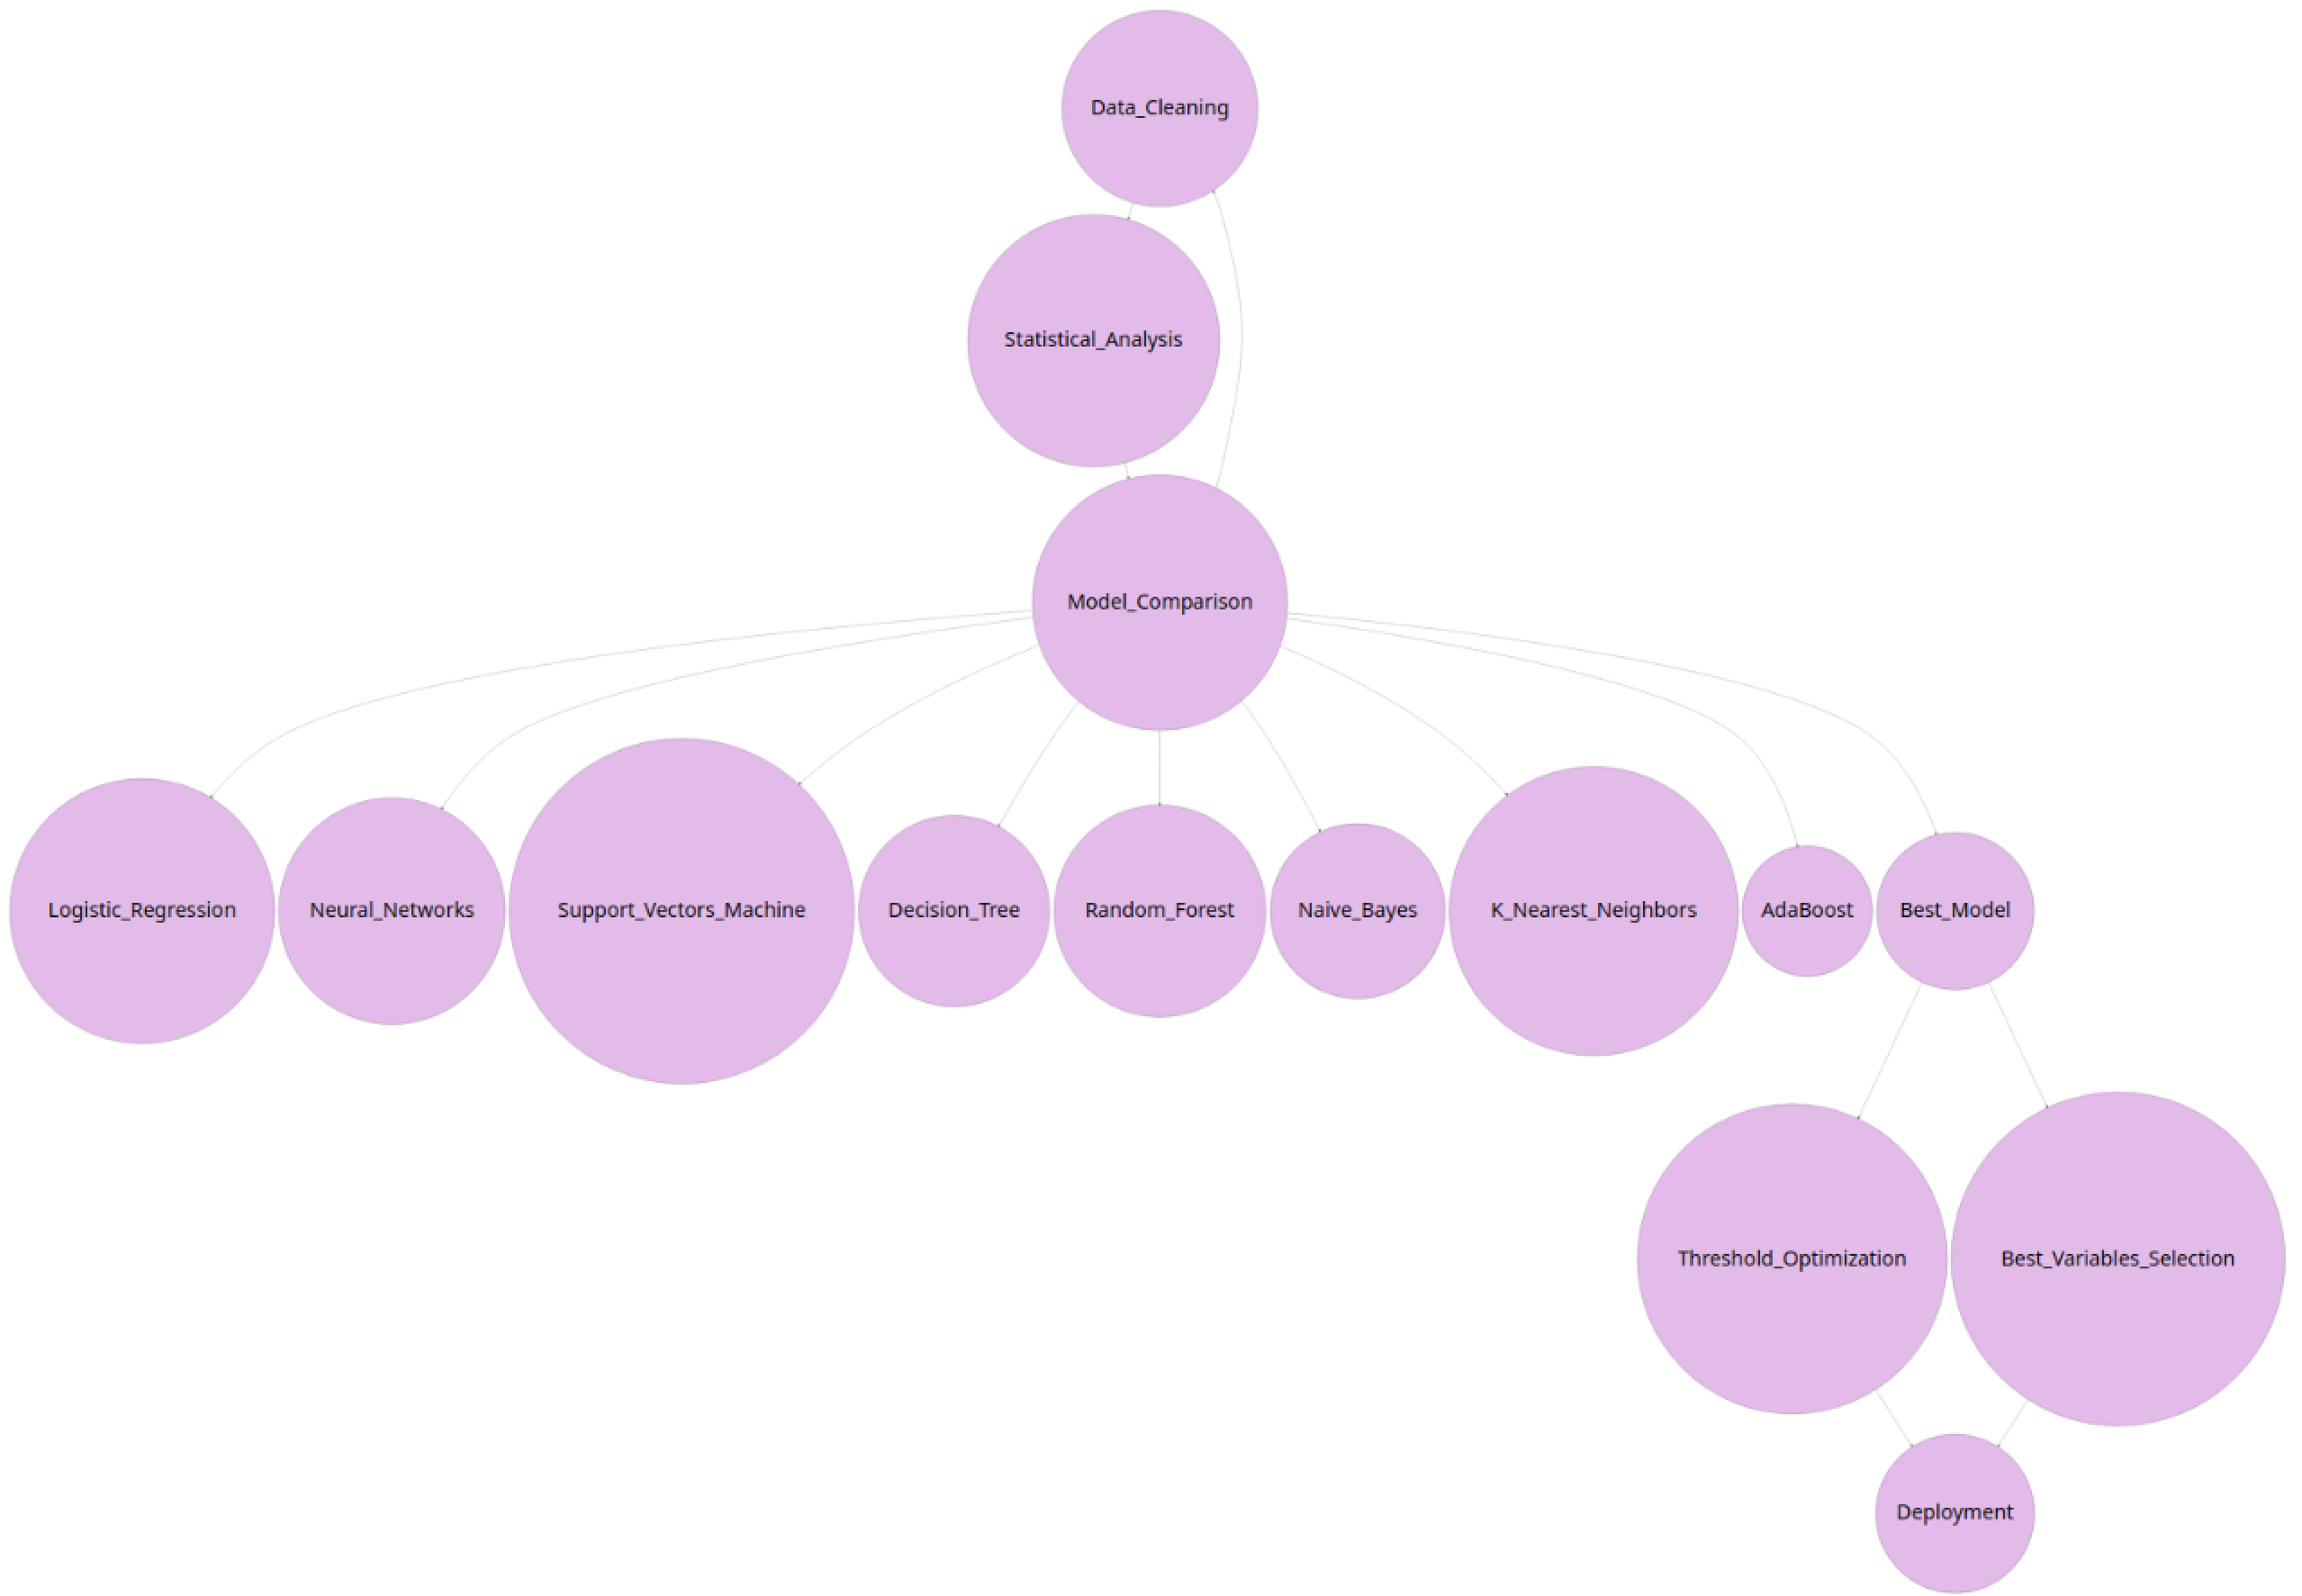 Data_Cleaning
Statistical_Analysis
Model_Comparison
Logistic_Regression
Neural_Networks
Support_Vectors_Machine
Decision_Tree
Random_Forest
Naive_Bayes
K_Nearest_Neighbors
AdaBoost
Best_Model
Threshold_Optimization
Best_Variables_Selection
Deployment